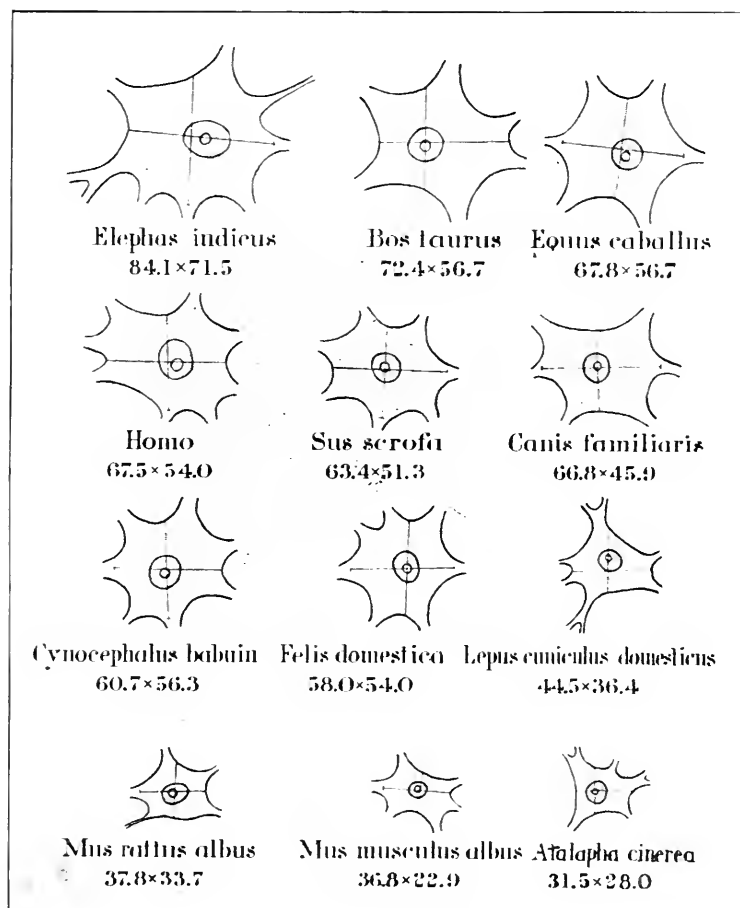 Elephas indicus
84.1×71.5
Bos taurus
72.4×56.7
Equus caballus
67.8×56.7
Homo
67.5×54.0
Sus scrofa
63.4×51.3
Canis familiaris
66.8×45.9
Cynocephalus babuin
60.7×56.3
Felis domestica
58.0×54.0
Lepus cuniculus domesticus
44.5×36.4
Mus rattus albus
37.8×33.7
Mus musculus albus
36.8×22.9
Atalapha cinerea
31.5×28.0